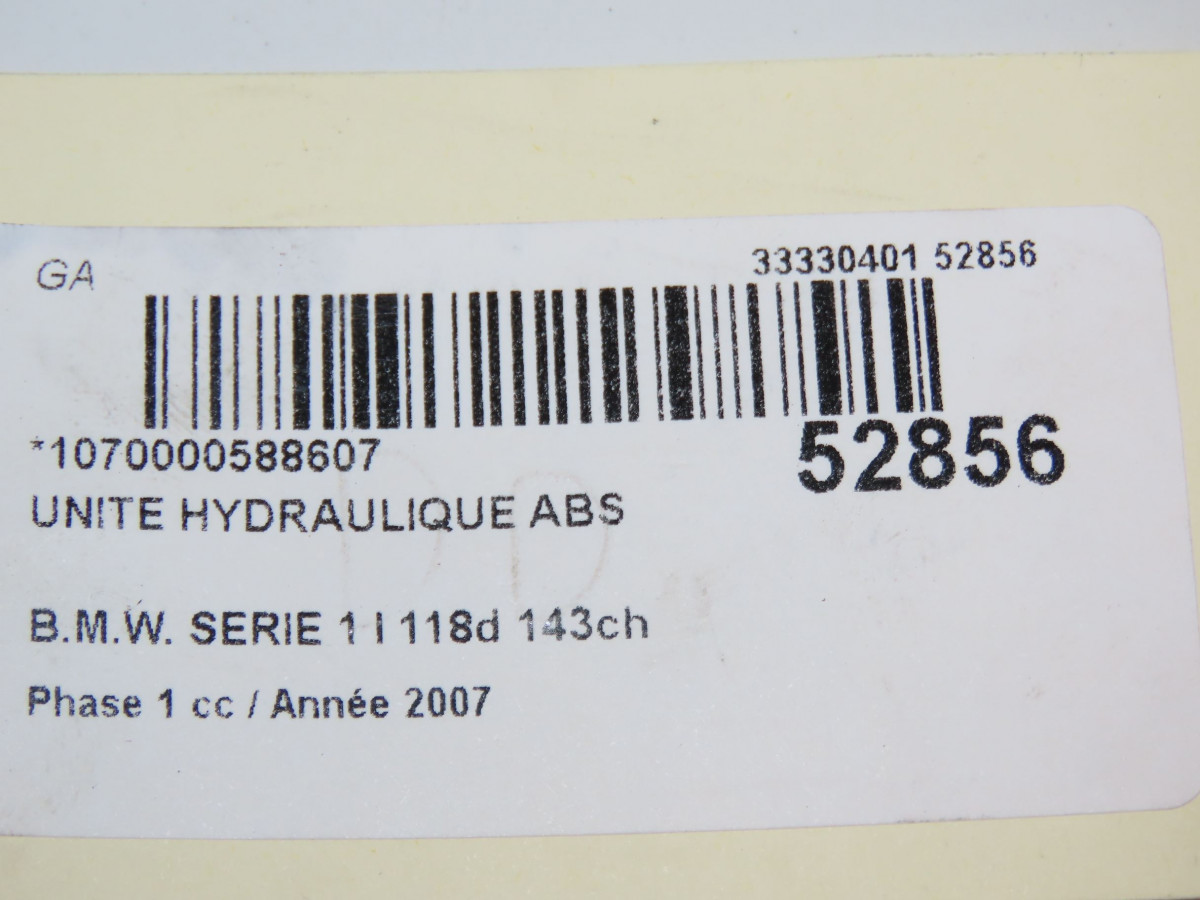 GA
33330401 52856
*1070000588607
52856
UNITE HYDRAULIQUE ABS
B.M.W. SERIE 1 I 118d 143ch
Phase 1 cc / Année 2007